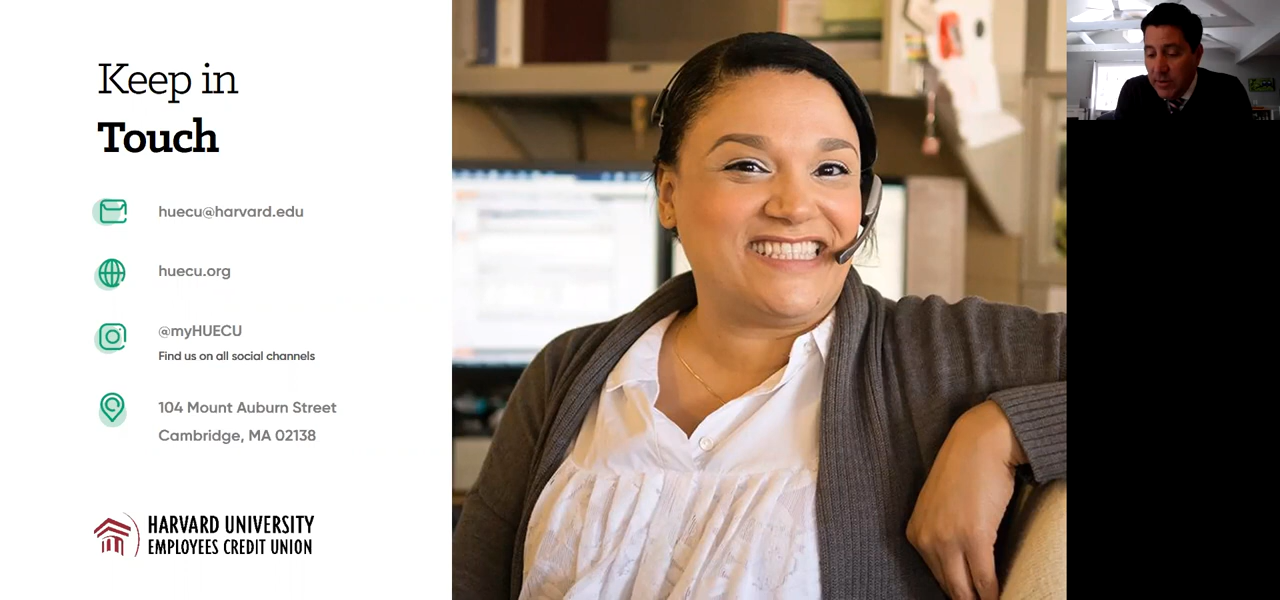 Keep in
Touch
huecu@harvard.edu
huecu.org
@myHUECU
Find us on all social channels
104 Mount Auburn Street
Cambridge, MA 02138
HARVARD UNIVERSITY
EMPLOYEES CREDIT UNION